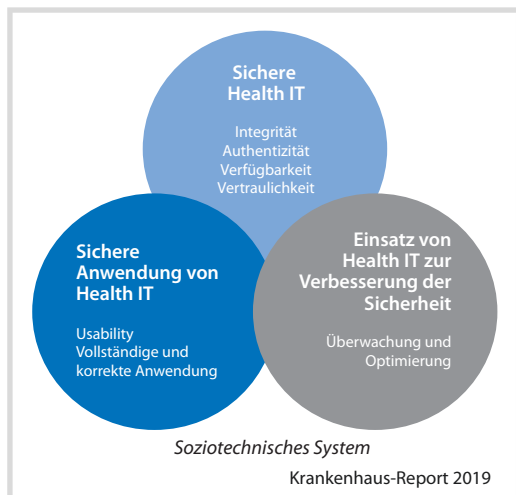 Sichere
Health IT
Integrität
Authentizität
Verfügbarkeit
Vertraulichkeit
Sichere
Anwendung von
Health IT
Usability
Vollständige und
korrekte Anwendung
Einsatz von
Health IT zur
Verbesserung der
Sicherheit
Überwachung und
Optimierung
Soziotechnisches System
Krankenhaus-Report 2019